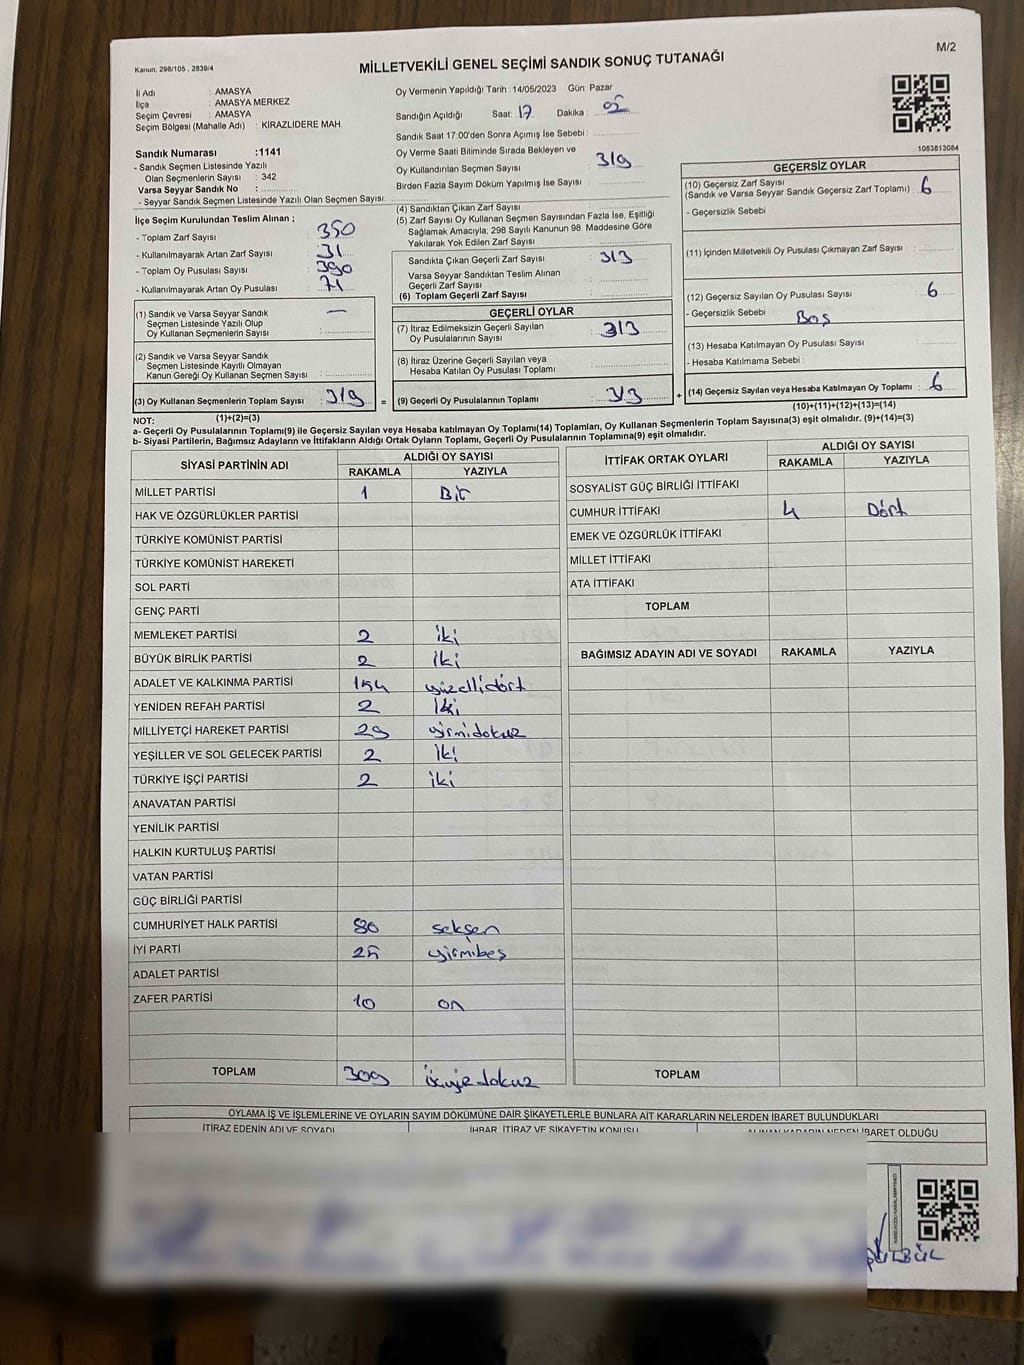 M/2
Kanun, 298/105 , 2839/4
MİLLETVEKİLİ GENEL SEÇİMİ SANDIK SONUÇ TUTANAĞI
İl Adı : AMASYA
İlçe : AMASYA MERKEZ
Seçim Çevresi : AMASYA
Seçim Bölgesi (Mahalle Adı) : KİRAZLIDERE MAH.
Sandık Numarası :1141
- Sandık Seçmen Listesinde Yazılı
Olan Seçmenlerin Sayısı : 342
Varsa Seyyar Sandık No :
- Seyyar Sandık Seçmen Listesinde Yazılı Olan Seçmen Sayısı:
Oy Vermenin Yapıldığı Tarih :14/05/2023 Gün: Pazar
Sandığın Açıldığı Saat: 17 Dakika : 05
Sandık Saat 17:00'den Sonra Açımış İse Sebebi :
Oy Verme Saati Bitiminde Sırada Bekleyen ve
Oy Kullandırılan Seçmen Sayısı : 319
Birden Fazla Sayım Döküm Yapılmış İse Sayısı :
1083813084
İlçe Seçim Kurulundan Teslim Alınan ;
- Toplam Zarf Sayısı : 350
- Kullanılmayarak Artan Zarf Sayısı : 31
- Toplam Oy Pusulası Sayısı : 390
- Kullanılmayarak Artan Oy Pusulası : 71
(1) Sandık ve Varsa Seyyar Sandık —
Seçmen Listesinde Yazılı Olup
Oy Kullanan Seçmenlerin Sayısı :
(2) Sandık ve Varsa Seyyar Sandık
Seçmen Listesinde Kayıtlı Olmayan
Kanun Gereği Oy Kullanan Seçmen Sayısı :
(3) Oy Kullanan Seçmenlerin Toplam Sayısı : 319 =
(1)+(2)=(3)
(4) Sandıktan Çıkan Zarf Sayısı :
(5) Zarf Sayısı Oy Kullanan Seçmen Sayısından Fazla İse, Eşitliği
Sağlamak Amacıyla; 298 Sayılı Kanunun 98. Maddesine Göre
Yakılarak Yok Edilen Zarf Sayısı :
Sandıkta Çıkan Geçerli Zarf Sayısı : 313
Varsa Seyyar Sandıktan Teslim Alınan
Geçerli Zarf Sayısı :
(6) Toplam Geçerli Zarf Sayısı :
GEÇERLİ OYLAR
(7) İtiraz Edilmeksizin Geçerli Sayılan
Oy Pusulalarının Sayısı : 313
(8) İtiraz Üzerine Geçerli Sayılan veya
Hesaba Katılan Oy Pusulası Toplamı :
(9) Geçerli Oy Pusulalarının Toplamı : 313 +
GEÇERSİZ OYLAR
(10) Geçersiz Zarf Sayısı
(Sandık ve Varsa Seyyar Sandık Geçersiz Zarf Toplamı) : 6
- Geçersizlik Sebebi
(11) İçinden Milletvekili Oy Pusulası Çıkmayan Zarf Sayısı :
(12) Geçersiz Sayılan Oy Pusulası Sayısı : 6
- Geçersizlik Sebebi : Boş
(13) Hesaba Katılmayan Oy Pusulası Sayısı
- Hesaba Katılmama Sebebi :
(14) Geçersiz Sayılan veya Hesaba Katılmayan Oy Toplamı : 6
(10)+(11)+(12)+(13)=(14)
NOT:
a- Geçerli Oy Pusulalarının Toplamı(9) ile Geçersiz Sayılan veya Hesaba Katılmayan Oy Toplamı(14) Toplamları, Oy Kullanan Seçmenlerin Toplam Sayısına(3) eşit olmalıdır. (9)+(14)=(3)
b- Siyasi Partilerin, Bağımsız Adayların ve İttifakların Aldığı Ortak Oyların Toplamı, Geçerli Oy Pusulalarının Toplamına(9) eşit olmalıdır.
SİYASİ PARTİNİN ADI ALDIĞI OY SAYISI
RAKAMLA YAZIYLA
MİLLET PARTİSİ 1 Bir
HAK VE ÖZGÜRLÜKLER PARTİSİ
TÜRKİYE KOMÜNİST PARTİSİ
TÜRKİYE KOMÜNİST HAREKETİ
SOL PARTİ
GENÇ PARTİ
MEMLEKET PARTİSİ 2 iki
BÜYÜK BİRLİK PARTİSİ 2 iki
ADALET VE KALKINMA PARTİSİ 154 yüzellidört
YENİDEN REFAH PARTİSİ 2 iki
MİLLİYETÇİ HAREKET PARTİSİ 29 yirmidokuz
YEŞİLLER VE SOL GELECEK PARTİSİ 2 iki
TÜRKİYE İŞÇİ PARTİSİ 2 iki
ANAVATAN PARTİSİ
YENİLİK PARTİSİ
HALKIN KURTULUŞ PARTİSİ
VATAN PARTİSİ
GÜÇ BİRLİĞİ PARTİSİ
CUMHURİYET HALK PARTİSİ 80 seksen
İYİ PARTİ 25 yirmibeş
ADALET PARTİSİ
ZAFER PARTİSİ 10 on
TOPLAM 309 üçyüzdokuz
İTTİFAK ORTAK OYLARI ALDIĞI OY SAYISI
RAKAMLA YAZIYLA
SOSYALİST GÜÇ BİRLİĞİ İTTİFAKI
CUMHUR İTTİFAKI 4 Dört
EMEK VE ÖZGÜRLÜK İTTİFAKI
MİLLET İTTİFAKI
ATA İTTİFAKI
TOPLAM
BAĞIMSIZ ADAYIN ADI VE SOYADI RAKAMLA YAZIYLA
TOPLAM
OYLAMA İŞ VE İŞLEMLERİNE VE OYLARIN SAYIM DÖKÜMÜNE DAİR ŞİKAYETLERLE BUNLARA AİT KARARLARIN NELERDEN İBARET BULUNDUKLARI
İTİRAZ EDENİN ADI VE SOYADI İHBAR, İTİRAZ VE ŞİKAYETİN KONUSU ALINAN KARARIN NEDEN İBARET OLDUĞU